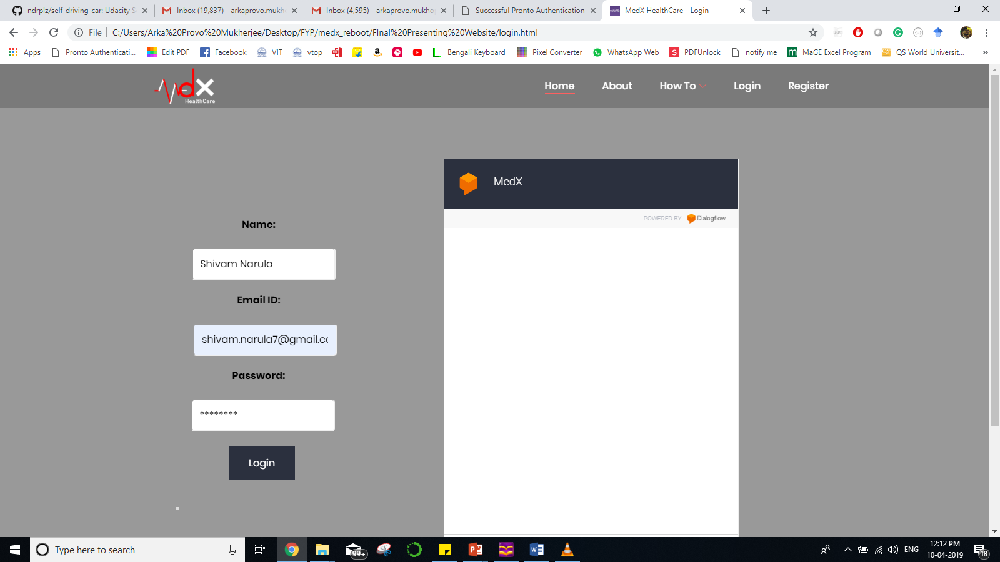 ndrplz/self-driving-car: Udacity S
Inbox (19,837) - arkaprovo.mukh
Inbox (4,595) - arkaprovo.mukho
Successful Pronto Authentication
MedX HealthCare - Login
File
C:/Users/Arka%20Provo%20Mukherjee/Desktop/FYP/medx_reboot/FInal%20Presenting%20Website/login.html
Apps
Pronto Authenticati...
Edit PDF
Facebook
VIT
vtop
Bengali Keyboard
Pixel Converter
WhatsApp Web
PDFUnlock
notify me
MaGE Excel Program
QS World Universit...
»
MedX
HealthCare
Home
About
How To
Login
Register
MedX
POWERED BY Dialogflow
Name:
Shivam Narula
Email ID:
shivam.narula7@gmail.co
Password:
********
Login
Type here to search
99+
ENG
12:12 PM
10-04-2019
18